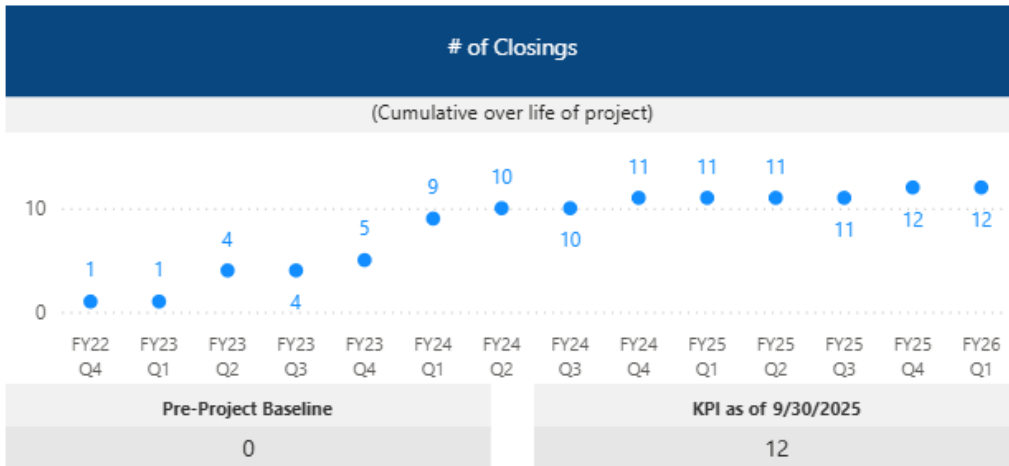 # of Closings
(Cumulative over life of project)
11 11 11
9 10
10
5 12 12
4 11
10
1 1
4
0
FY22 FY23 FY23 FY23 FY23 FY24 FY24 FY24 FY24 FY25 FY25 FY25 FY25 FY26
Q4 Q1 Q2 Q3 Q4 Q1 Q2 Q3 Q4 Q1 Q2 Q3 Q4 Q1
Pre-Project Baseline KPI as of 9/30/2025
0 12